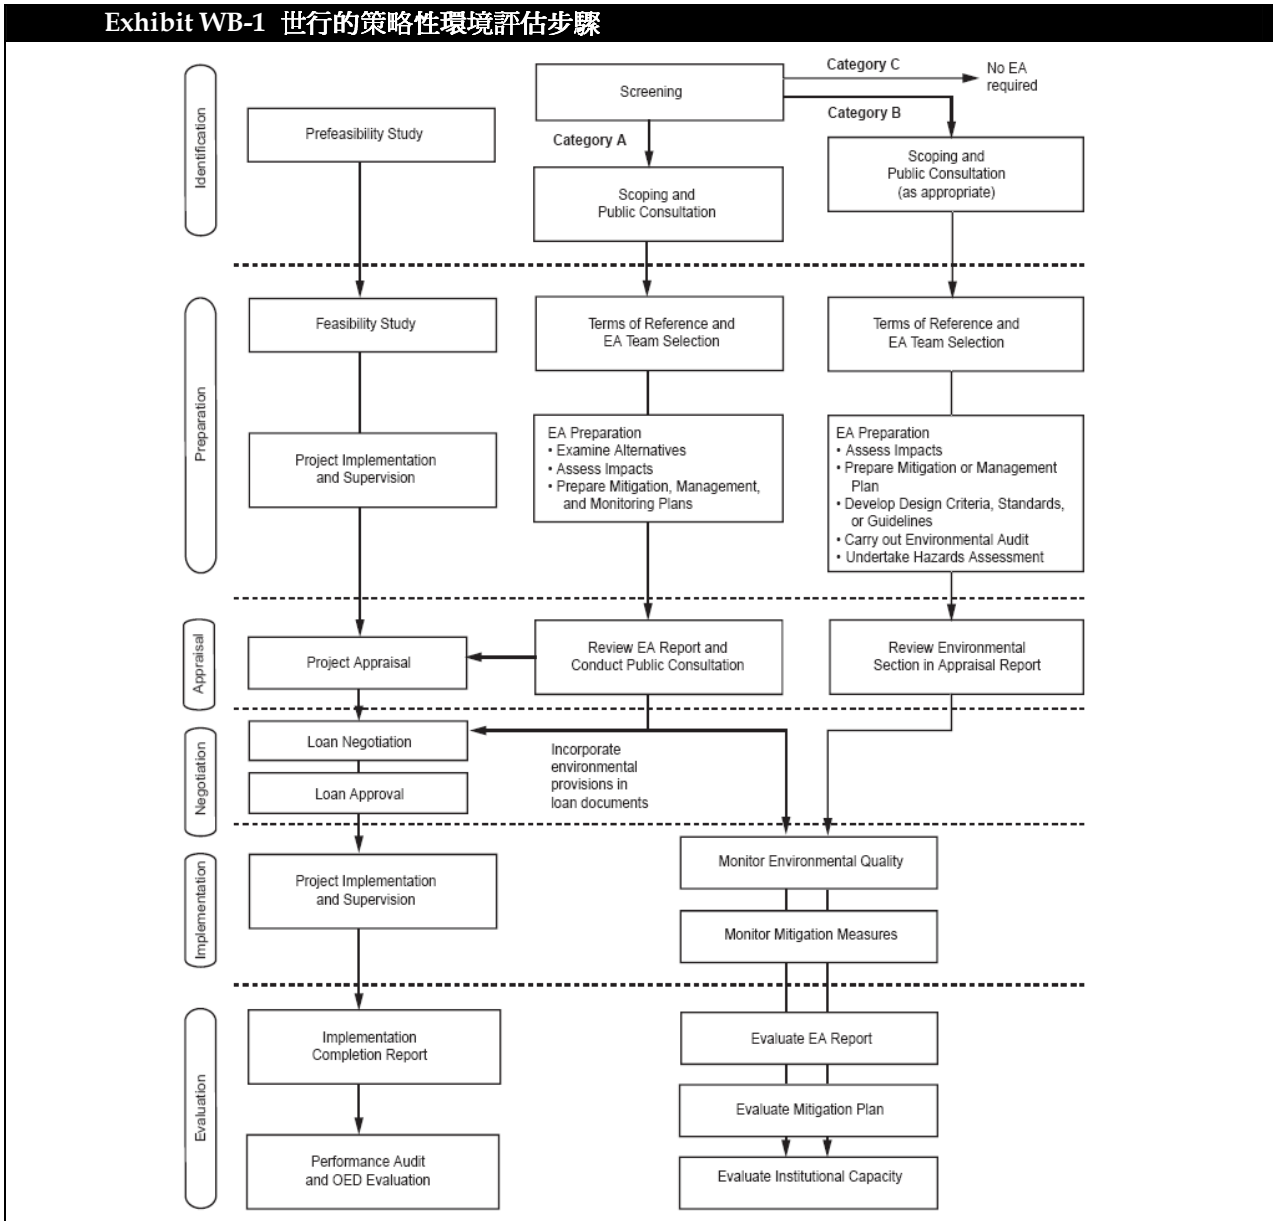 Exhibit WB-1 世行的策略性環境評估步驟
Identification
Prefeasibility Study
Screening
Category C
No EA
required
Category B
Category A
Scoping and
Public Consultation
Scoping and
Public Consultation
(as appropriate)
Preparation
Feasibility Study
Terms of Reference and
EA Team Selection
Terms of Reference and
EA Team Selection
Project Implementation
and Supervision
EA Preparation
• Examine Alternatives
• Assess Impacts
• Prepare Mitigation, Management,
and Monitoring Plans
EA Preparation
• Assess Impacts
• Prepare Mitigation or Management
Plan
• Develop Design Criteria, Standards,
or Guidelines
• Carry out Environmental Audit
• Undertake Hazards Assessment
Appraisal
Project Appraisal
Review EA Report and
Conduct Public Consultation
Review Environmental
Section in Appraisal Report
Negotiation
Loan Negotiation
Loan Approval
Incorporate
environmental
provisions in
loan documents
Implementation
Project Implementation
and Supervision
Monitor Environmental Quality
Monitor Mitigation Measures
Evaluation
Implementation
Completion Report
Performance Audit
and OED Evaluation
Evaluate EA Report
Evaluate Mitigation Plan
Evaluate Institutional Capacity